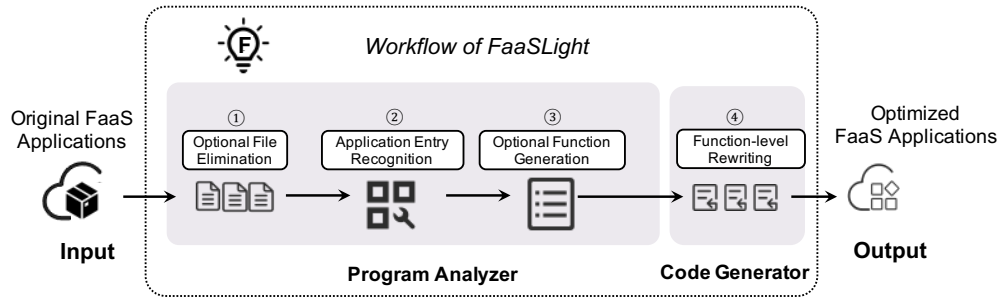 F
Workflow of FaaSLight
Original FaaS
Applications
Input
①
Optional File
Elimination
②
Application Entry
Recognition
③
Optional Function
Generation
④
Function-level
Rewriting
Program Analyzer
Code Generator
Optimized
FaaS Applications
Output